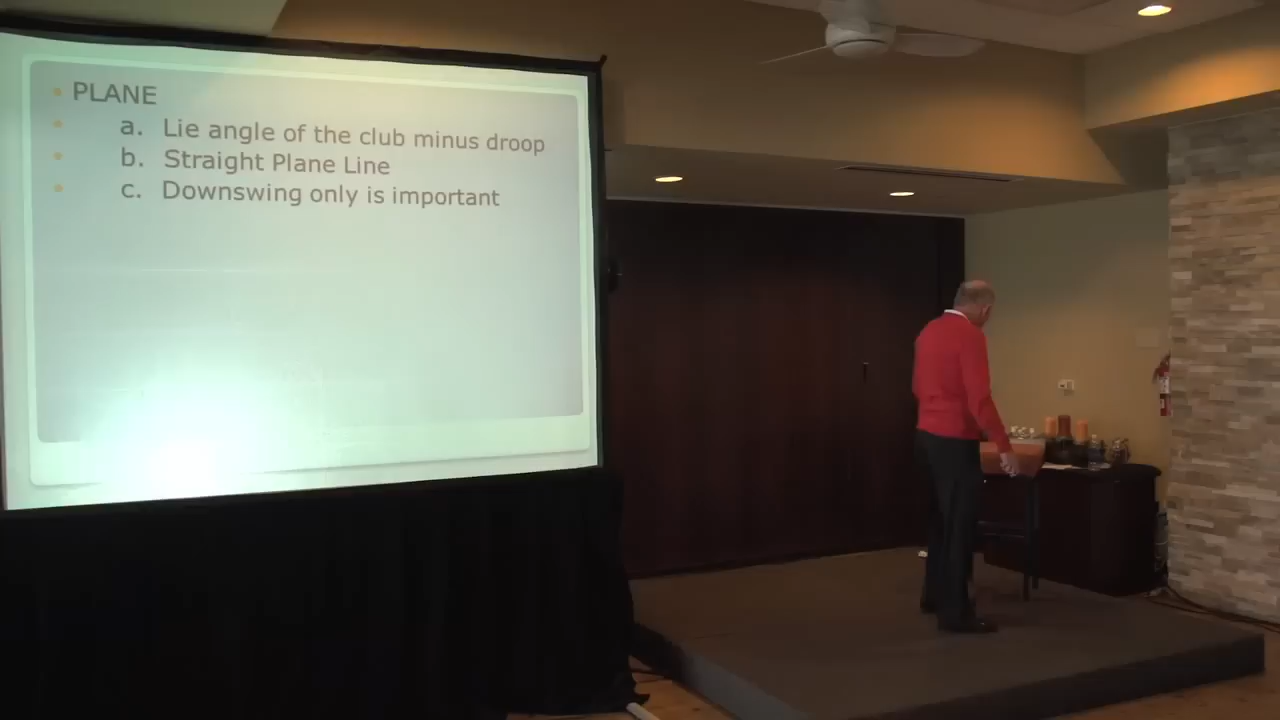 PLANE
a. Lie angle of the club minus droop
b. Straight Plane Line
c. Downswing only is important